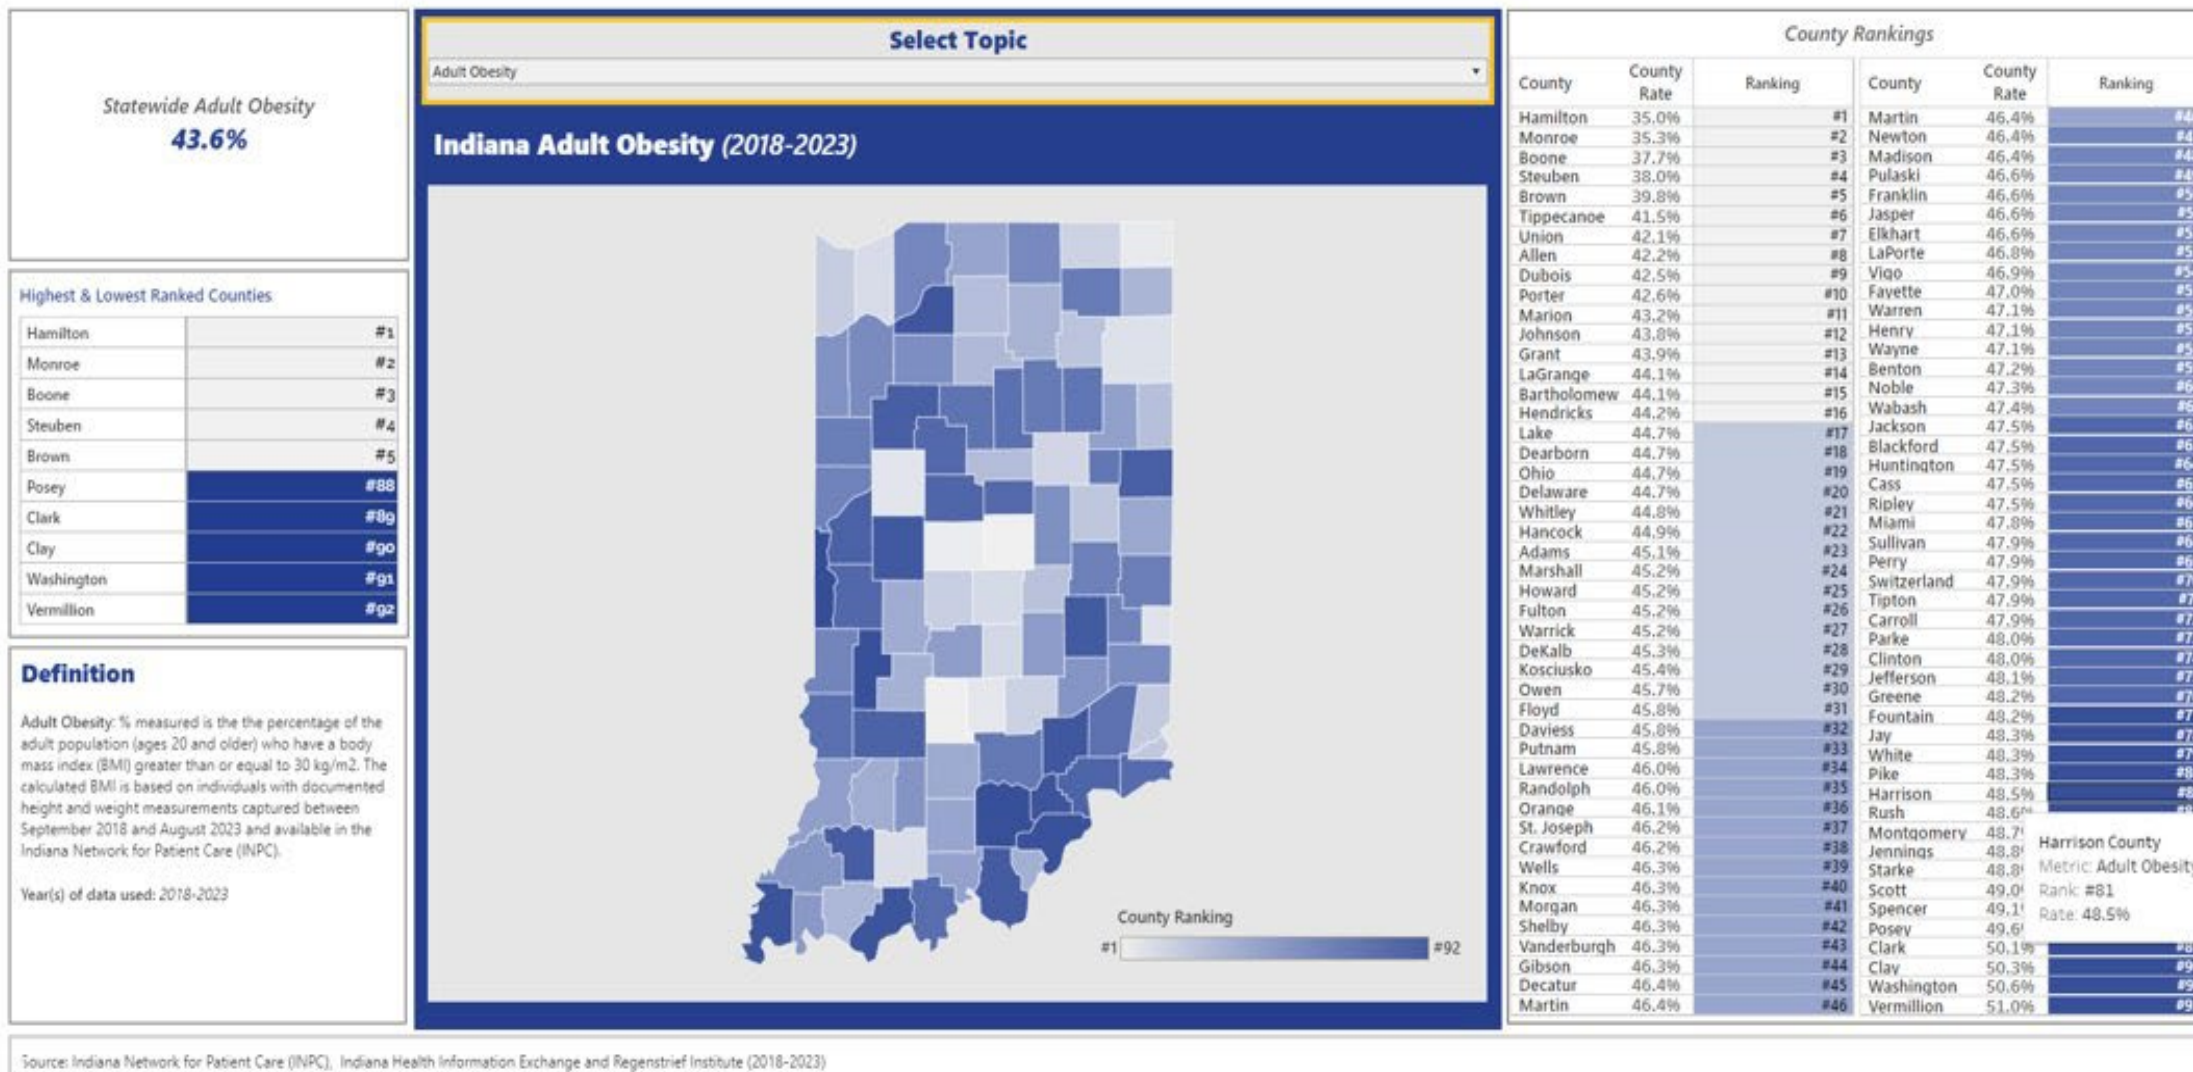 Statewide Adult Obesity
43.6%
Highest & Lowest Ranked Counties
Hamilton #1
Monroe #2
Boone #3
Steuben #4
Brown #5
Posey #88
Clark #89
Clay #90
Washington #91
Vermillion #92
Definition
Adult Obesity: % measured is the the percentage of the
adult population (ages 20 and older) who have a body
mass index (BMI) greater than or equal to 30 kg/m2. The
calculated BMI is based on individuals with documented
height and weight measurements captured between
September 2018 and August 2023 and available in the
Indiana Network for Patient Care (INPC).
Year(s) of data used: 2018-2023
Select Topic
Adult Obesity
Indiana Adult Obesity (2018-2023)
County Ranking
#1 #92
County Rankings
County County Rate Ranking
Hamilton 35.0% #1
Monroe 35.3% #2
Boone 37.7% #3
Steuben 38.0% #4
Brown 39.8% #5
Tippecanoe 41.5% #6
Union 42.1% #7
Allen 42.2% #8
Dubois 42.5% #9
Porter 42.6% #10
Marion 43.2% #11
Johnson 43.8% #12
Grant 43.9% #13
LaGrange 44.1% #14
Bartholomew 44.1% #15
Hendricks 44.2% #16
Lake 44.7% #17
Dearborn 44.7% #18
Ohio 44.7% #19
Delaware 44.7% #20
Whitley 44.8% #21
Hancock 44.9% #22
Adams 45.1% #23
Marshall 45.2% #24
Howard 45.2% #25
Fulton 45.2% #26
Warrick 45.2% #27
DeKalb 45.3% #28
Kosciusko 45.4% #29
Owen 45.7% #30
Floyd 45.8% #31
Daviess 45.8% #32
Putnam 45.8% #33
Lawrence 46.0% #34
Randolph 46.0% #35
Orange 46.1% #36
St. Joseph 46.2% #37
Crawford 46.2% #38
Wells 46.3% #39
Knox 46.3% #40
Morgan 46.3% #41
Shelby 46.3% #42
Vanderburgh 46.3% #43
Gibson 46.3% #44
Decatur 46.4% #45
Martin 46.4% #46
County County Rate Ranking
Martin 46.4%
Newton 46.4%
Madison 46.4%
Pulaski 46.6%
Franklin 46.6%
Jasper 46.6%
Elkhart 46.6%
LaPorte 46.8%
Vigo 46.9%
Fayette 47.0%
Warren 47.1%
Henry 47.1%
Wayne 47.1%
Benton 47.2%
Noble 47.3%
Wabash 47.4%
Jackson 47.5%
Blackford 47.5%
Huntington 47.5%
Cass 47.5%
Ripley 47.5%
Miami 47.8%
Sullivan 47.9%
Perry 47.9%
Switzerland 47.9%
Tipton 47.9%
Carroll 47.9%
Parke 48.0%
Clinton 48.0%
Jefferson 48.1%
Greene 48.2%
Fountain 48.2%
Jay 48.3%
White 48.3%
Pike 48.3%
Harrison 48.5%
Rush 48.6%
Montgomery 48.7
Jennings 48.8
Starke 48.8
Scott 49.0
Spencer 49.1
Posey 49.6
Clark 50.1%
Clay 50.3%
Washington 50.6%
Vermillion 51.0%
Harrison County
Metric: Adult Obesity
Rank: #81
Rate: 48.5%
Source: Indiana Network for Patient Care (INPC), Indiana Health Information Exchange and Regenstrief Institute (2018-2023)